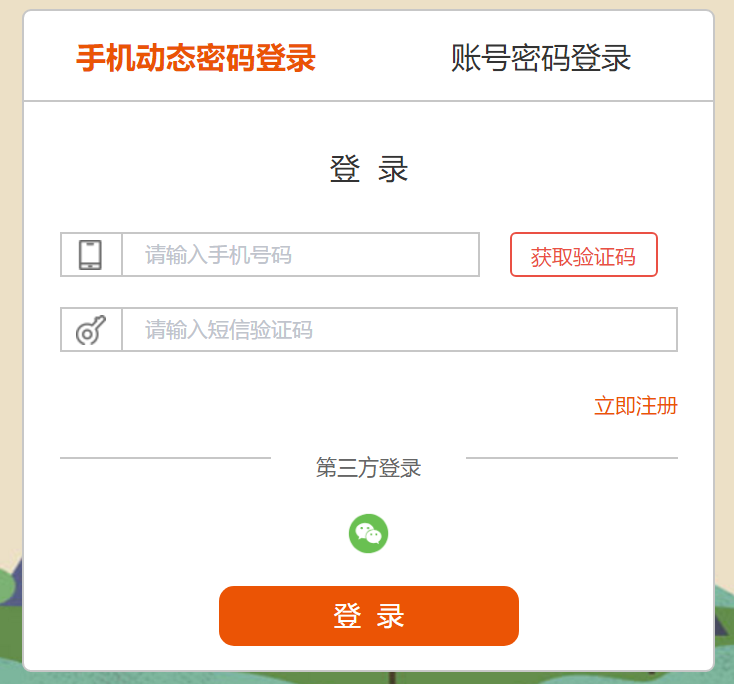 手机动态密码登录 账号密码登录
登 录
请输入手机号码 获取验证码
请输入短信验证码
立即注册
第三方登录
登 录